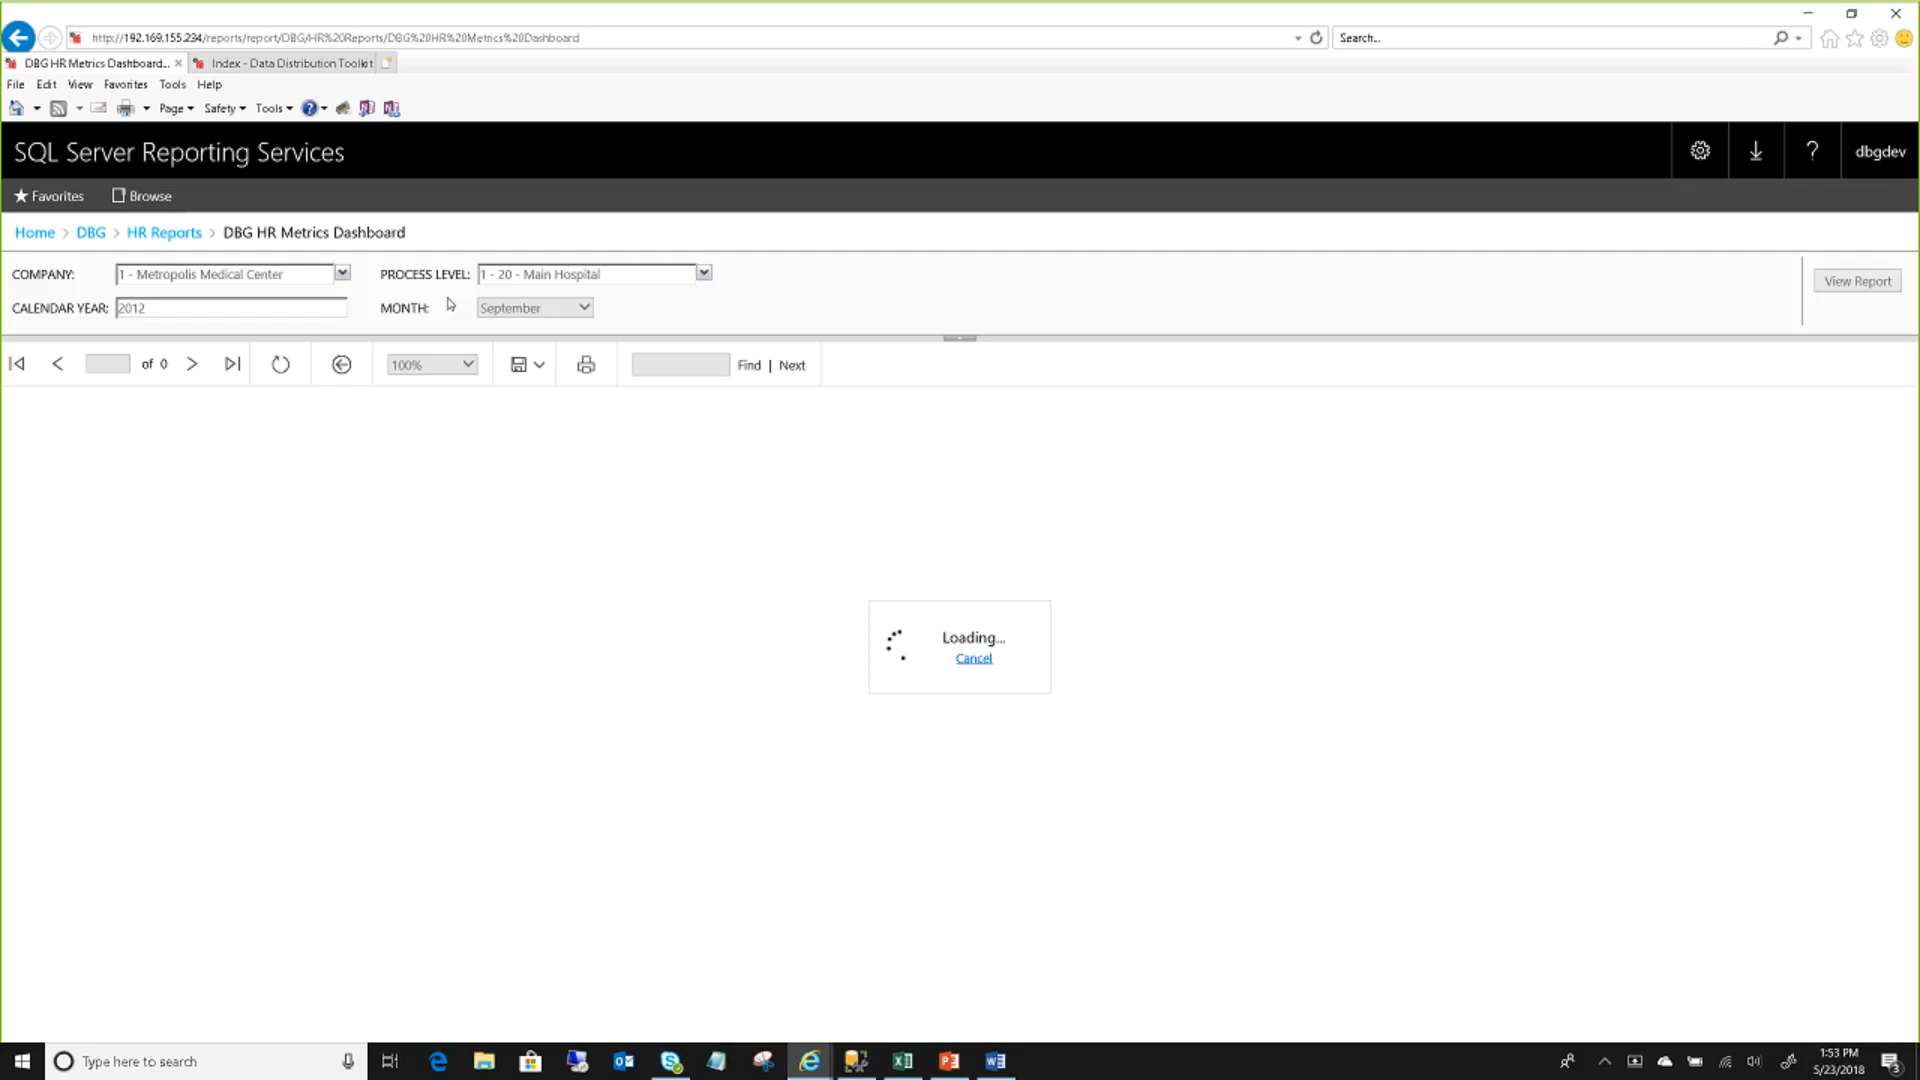 http://192.169.155.234/reports/report/DBG/HR%20Reports/DBG%20HR%20Metrics%20Dashboard
Search...
DBG HR Metrics Dashboard...
Index - Data Distribution Toolkit
File Edit View Favorites Tools Help
Page Safety Tools
SQL Server Reporting Services
dbgdev
Favorites Browse
Home > DBG > HR Reports > DBG HR Metrics Dashboard
COMPANY: 1 - Metropolis Medical Center PROCESS LEVEL: 1 - 20 - Main Hospital
View Report
CALENDAR YEAR: 2012 MONTH: September
of 0 100% Find | Next
Loading...
Cancel
Type here to search
1:53 PM
5/23/2018
3